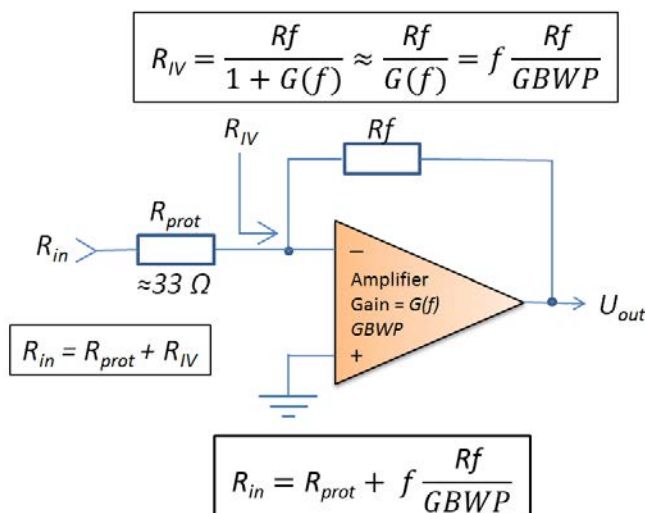 R_IV = Rf / (1 + G(f)) ≈ Rf / G(f) = f Rf / GBWP
R_IV
Rf
R_prot
R_in
≈33 Ω
−
Amplifier
Gain = G(f)
GBWP
+
U_out
R_in = R_prot + R_IV
R_in = R_prot + f Rf / GBWP